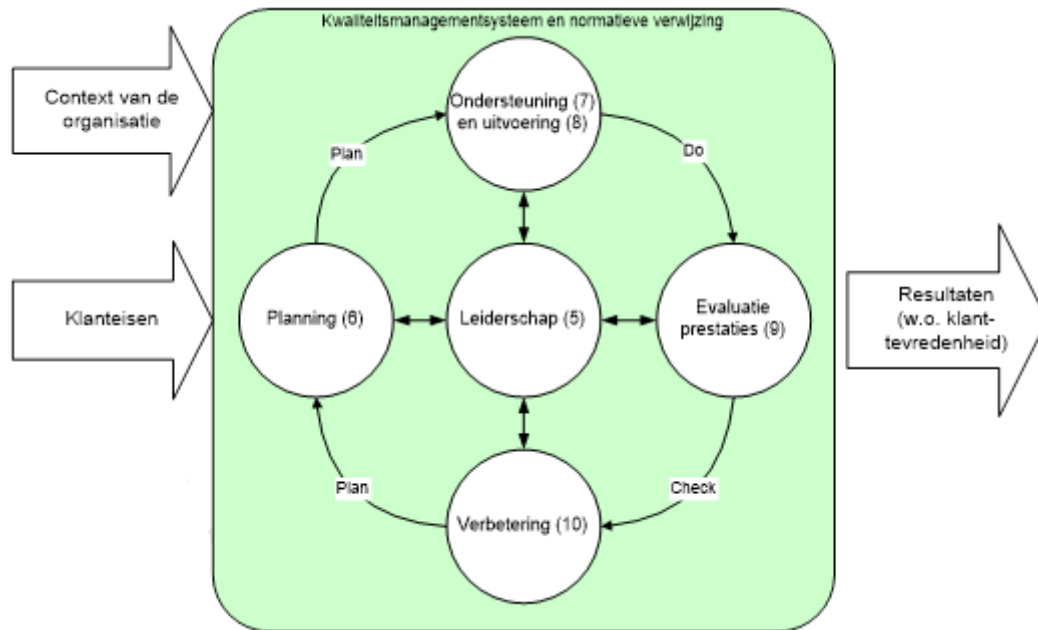 Kwaliteitsmanagementsysteem en normatieve verwijzing
Context van de
organisatie
Klanteisen
Ondersteuning (7)
en uitvoering (8)
Plan
Do
Planning (6)
Leiderschap (5)
Evaluatie
prestaties (9)
Resultaten
(w.o. klant-
tevredenheid)
Plan
Check
Verbetering (10)